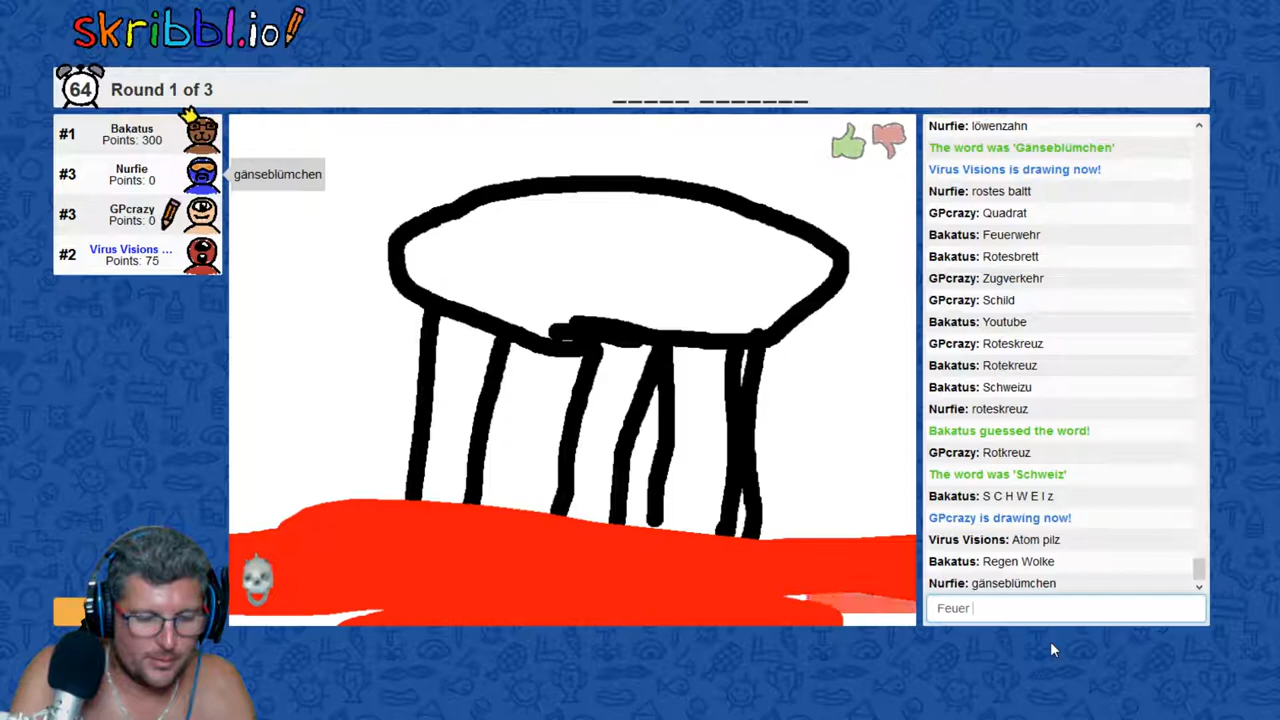 skribbl.io
64
Round 1 of 3
_____ _______
#1
Bakatus
Points: 300
#3
Nurfie
Points: 0
gänseblümchen
#3
GPcrazy
Points: 0
#2
Virus Visions ...
Points: 75
Nurfie: löwenzahn
The word was 'Gänseblümchen'
Virus Visions is drawing now!
Nurfie: rostes baltt
GPcrazy: Quadrat
Bakatus: Feuerwehr
Bakatus: Rotesbrett
GPcrazy: Zugverkehr
GPcrazy: Schild
Bakatus: Youtube
GPcrazy: Roteskreuz
Bakatus: Rotekreuz
Bakatus: Schweizu
Nurfie: roteskreuz
Bakatus guessed the word!
GPcrazy: Rotkreuz
The word was 'Schweiz'
Bakatus: S C H W E I z
GPcrazy is drawing now!
Virus Visions: Atom pilz
Bakatus: Regen Wolke
Nurfie: gänseblümchen
Feuer